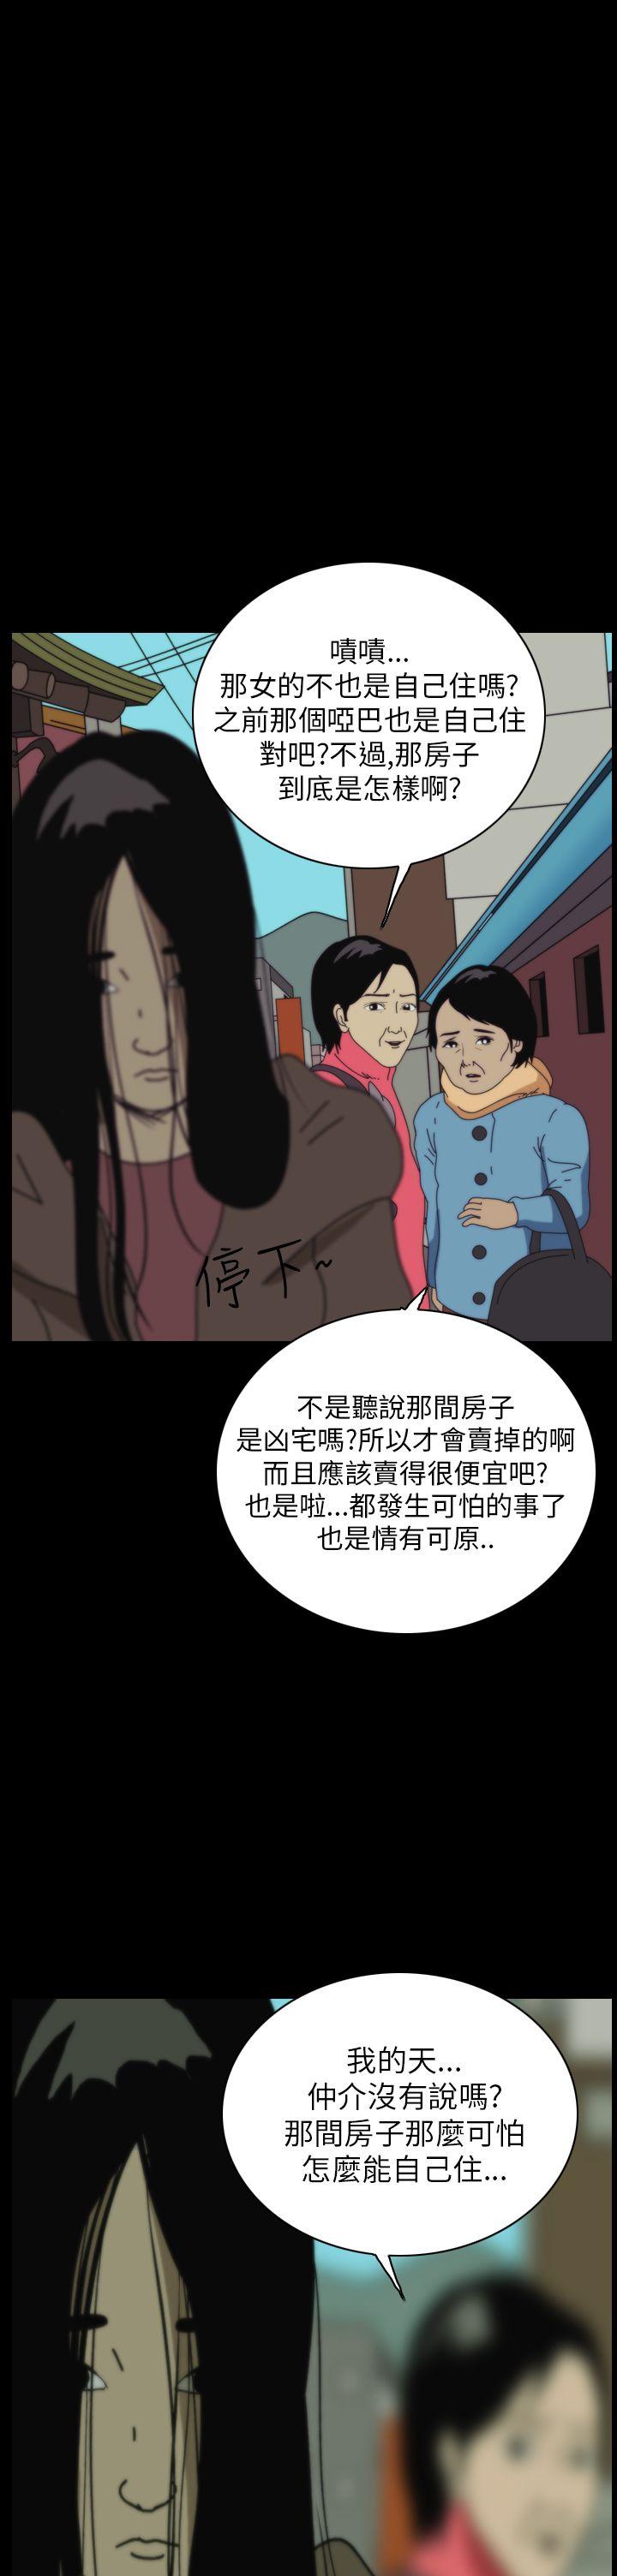 嘖嘖...
那女的不也是自己住嗎?
之前那個啞巴也是自己住
對吧?不過,那房子
到底是怎樣啊?
停下~
不是聽說那間房子
是凶宅嗎?所以才會賣掉的啊
而且應該賣得很便宜吧?
也是啦...都發生可怕的事了
也是情有可原..
我的天...
仲介沒有說嗎?
那間房子那麼可怕
怎麼能自己住...